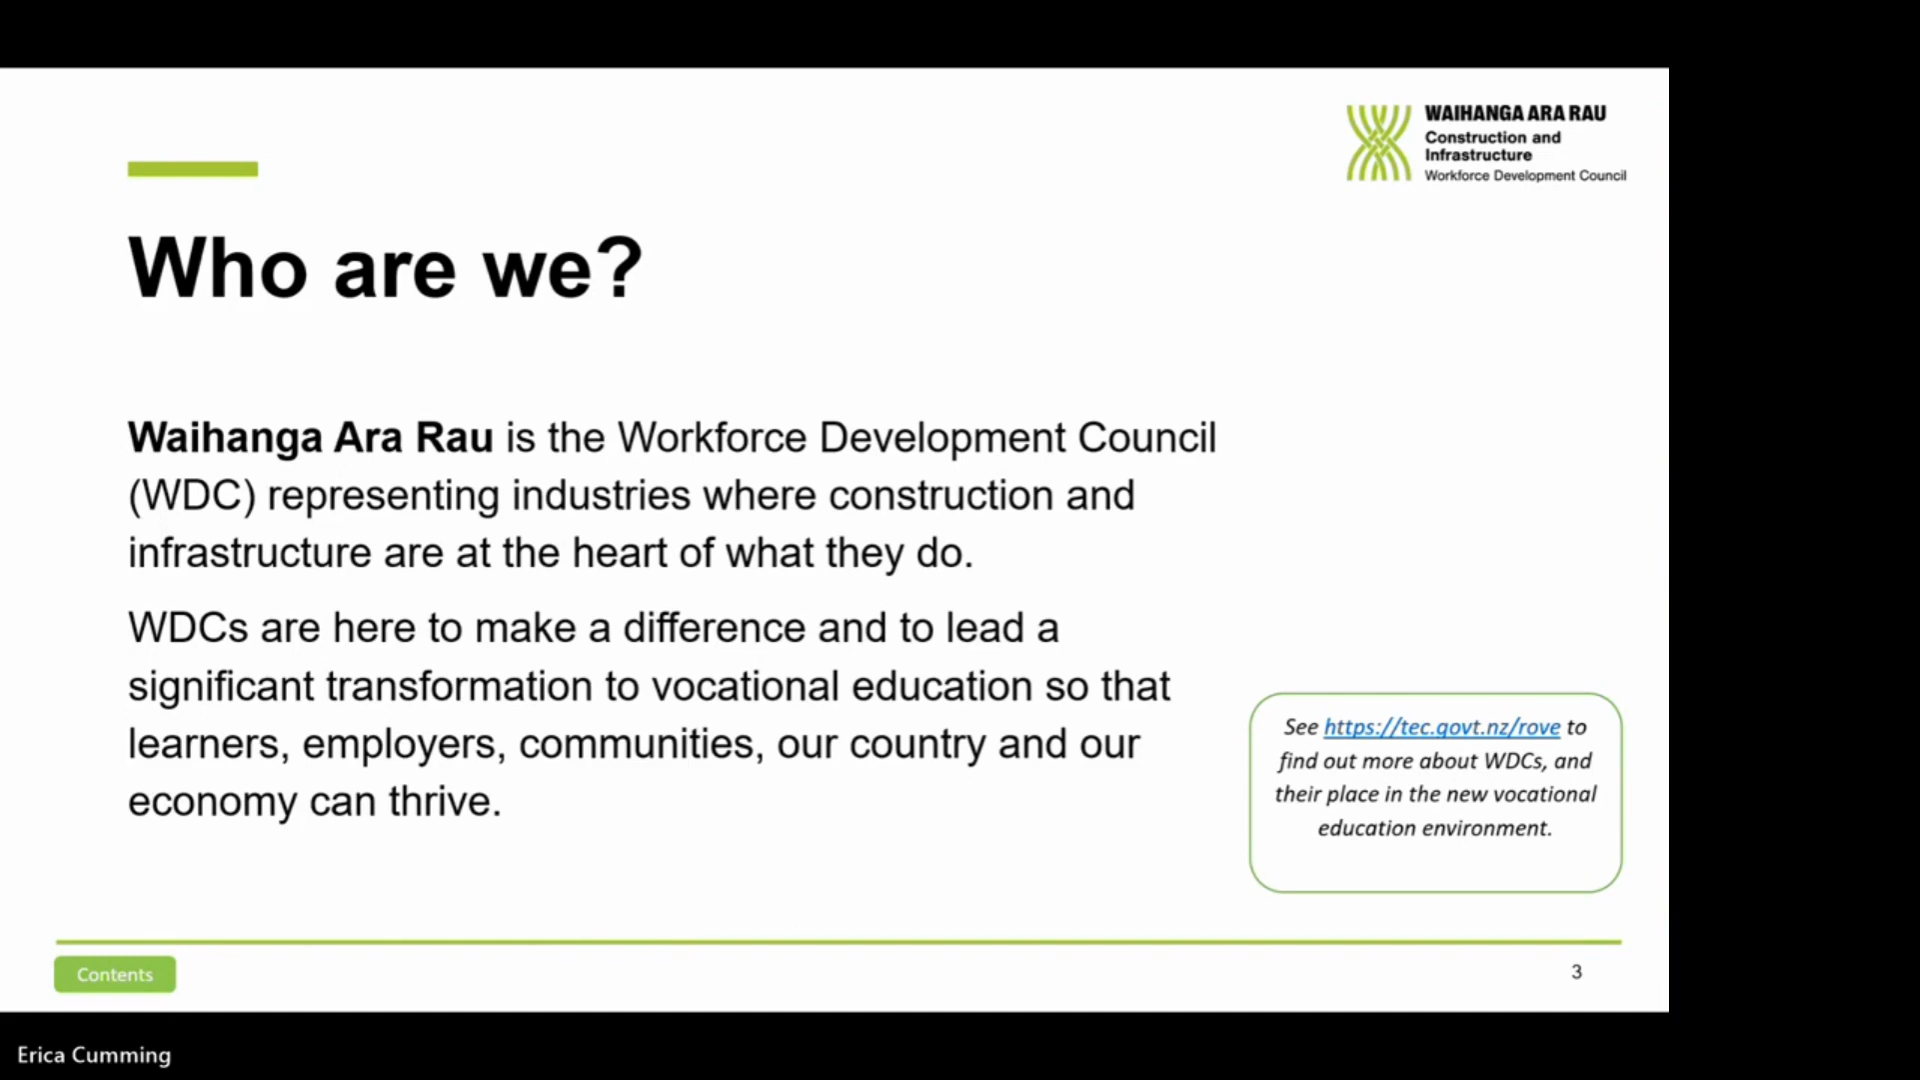 WAIHANGA ARA RAU
Construction and
Infrastructure
Workforce Development Council
Who are we?
Waihanga Ara Rau is the Workforce Development Council
(WDC) representing industries where construction and
infrastructure are at the heart of what they do.
WDCs are here to make a difference and to lead a
significant transformation to vocational education so that
learners, employers, communities, our country and our
economy can thrive.
See https://tec.govt.nz/rove to
find out more about WDCs, and
their place in the new vocational
education environment.
Contents
3
Erica Cumming